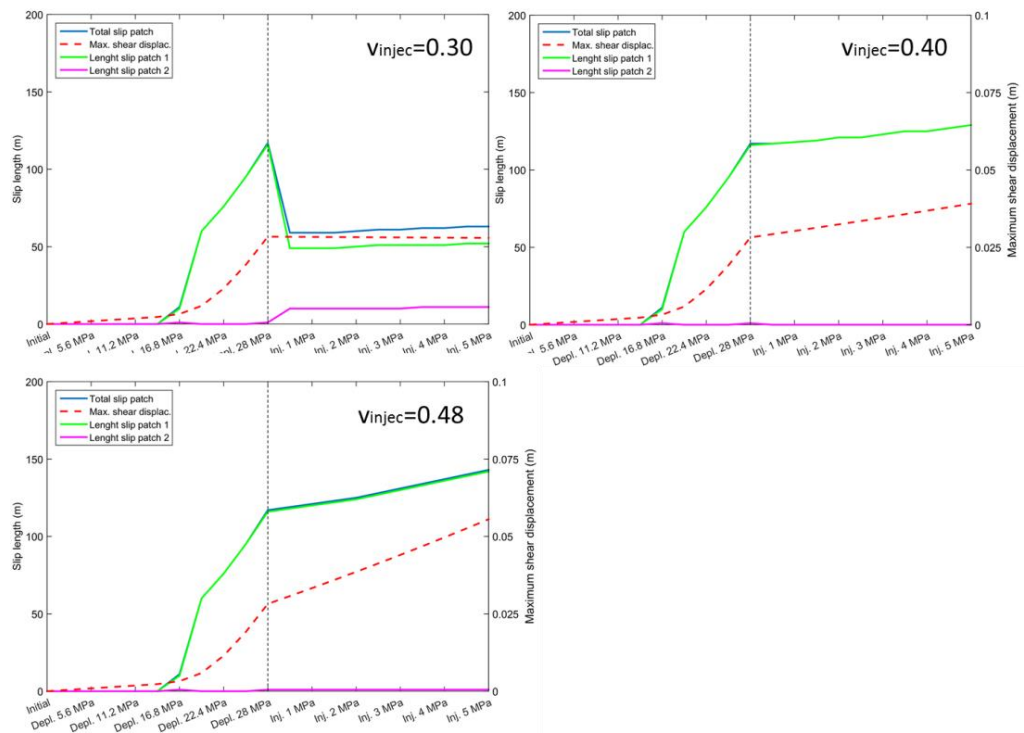 200
150
100
50
0
Slip length (m)
Total slip patch
Max. shear displac.
Lenght slip patch 1
Lenght slip patch 2
vinjec=0.30
Initial
5.6 MPa
11.2 MPa
Depl. 16.8 MPa
Depl. 22.4 MPa
Depl. 28 MPa
Inj. 1 MPa
Inj. 2 MPa
Inj. 3 MPa
Inj. 4 MPa
Inj. 5 MPa
200
150
100
50
0
Slip length (m)
Total slip patch
Max. shear displac.
Lenght slip patch 1
Lenght slip patch 2
vinjec=0.40
0.1
0.075
0.05
0.025
0
Maximum shear displacement (m)
Initial
5.6 MPa
Depl. 11.2 MPa
Depl. 16.8 MPa
Depl. 22.4 MPa
Depl. 28 MPa
Inj. 1 MPa
Inj. 2 MPa
Inj. 3 MPa
Inj. 4 MPa
Inj. 5 MPa
200
150
100
50
0
Slip length (m)
Total slip patch
Max. shear displac.
Lenght slip patch 1
Lenght slip patch 2
vinjec=0.48
0.1
0.075
0.05
0.025
0
Maximum shear displacement (m)
Initial
Depl. 5.6 MPa
Depl. 11.2 MPa
Depl. 16.8 MPa
Depl. 22.4 MPa
Depl. 28 MPa
Inj. 1 MPa
Inj. 2 MPa
Inj. 3 MPa
Inj. 4 MPa
Inj. 5 MPa